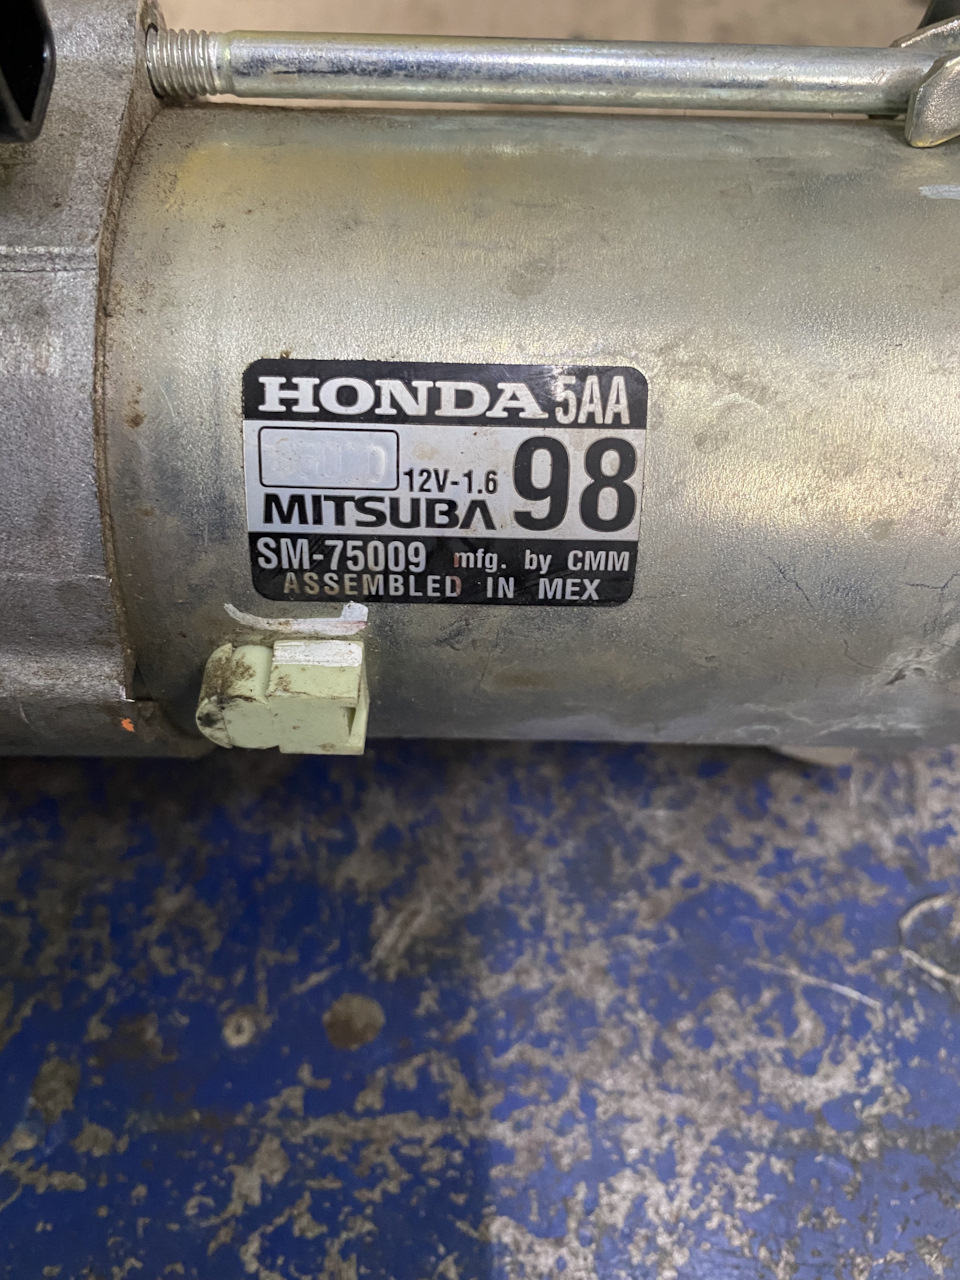 HONDA 5AA
12V-1.6 98
MITSUBA
SM-75009 mfg. by CMM
ASSEMBLED IN MEX